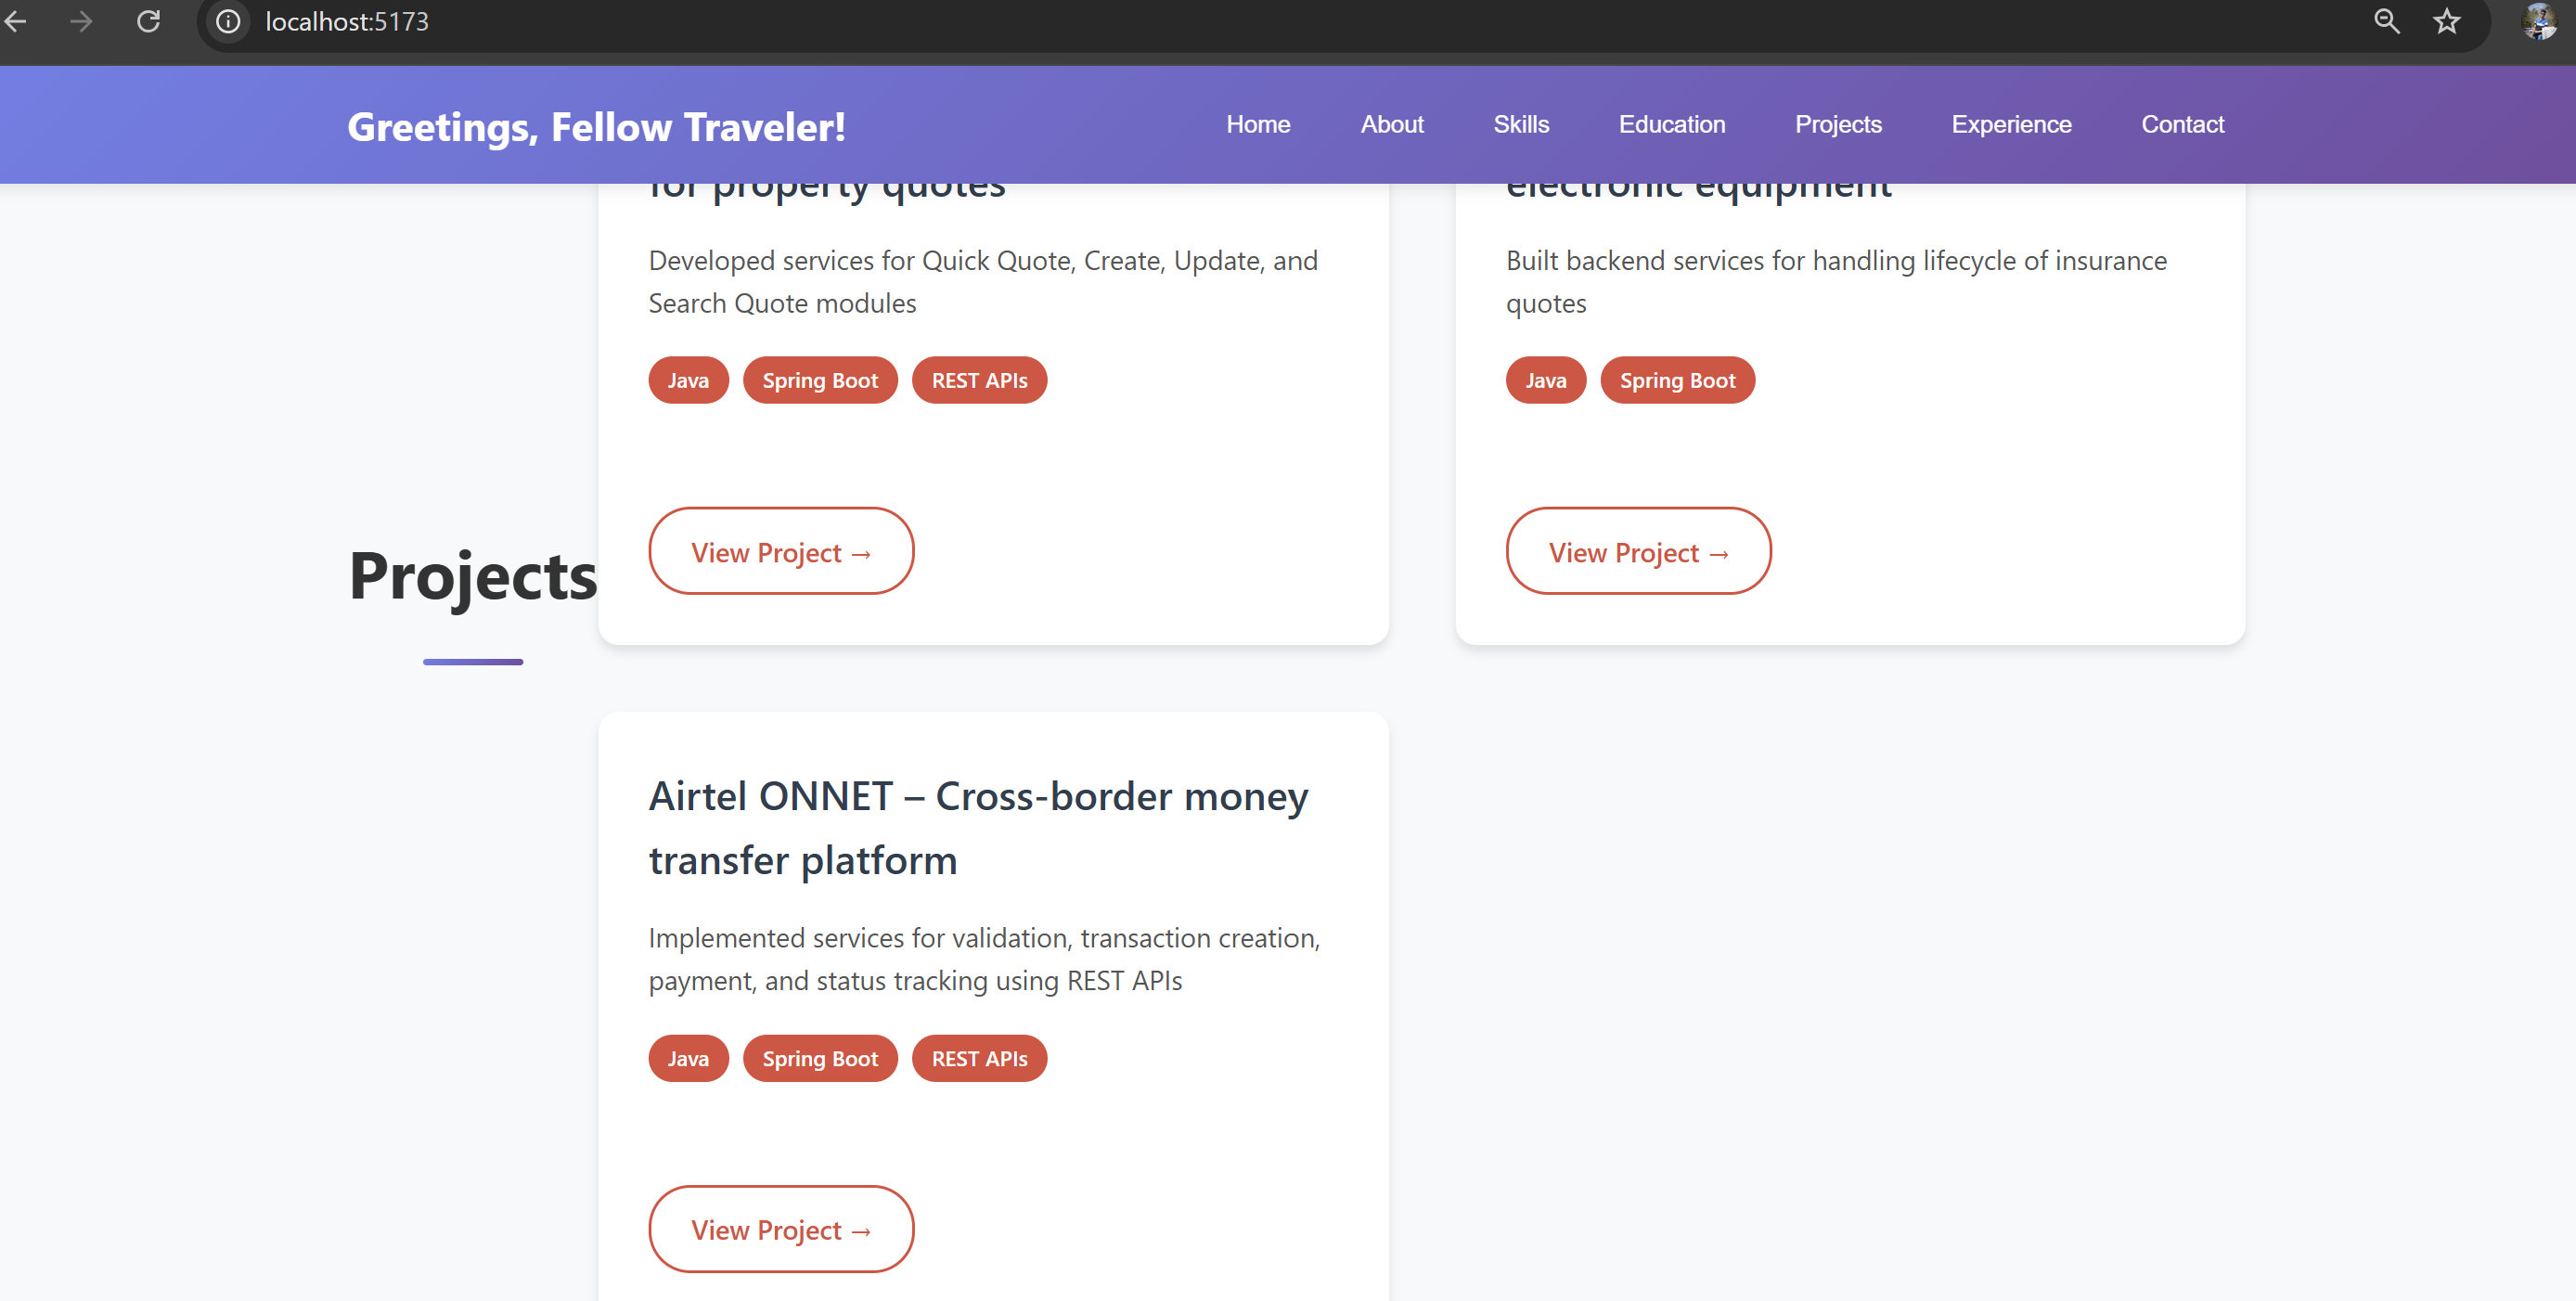 localhost:5173
Greetings, Fellow Traveler!
Home About Skills Education Projects Experience Contact
for property quotes
Developed services for Quick Quote, Create, Update, and
Search Quote modules
Java Spring Boot REST APIs
View Project →
electronic equipment
Built backend services for handling lifecycle of insurance
quotes
Java Spring Boot
View Project →
Projects
Airtel ONNET – Cross-border money
transfer platform
Implemented services for validation, transaction creation,
payment, and status tracking using REST APIs
Java Spring Boot REST APIs
View Project →